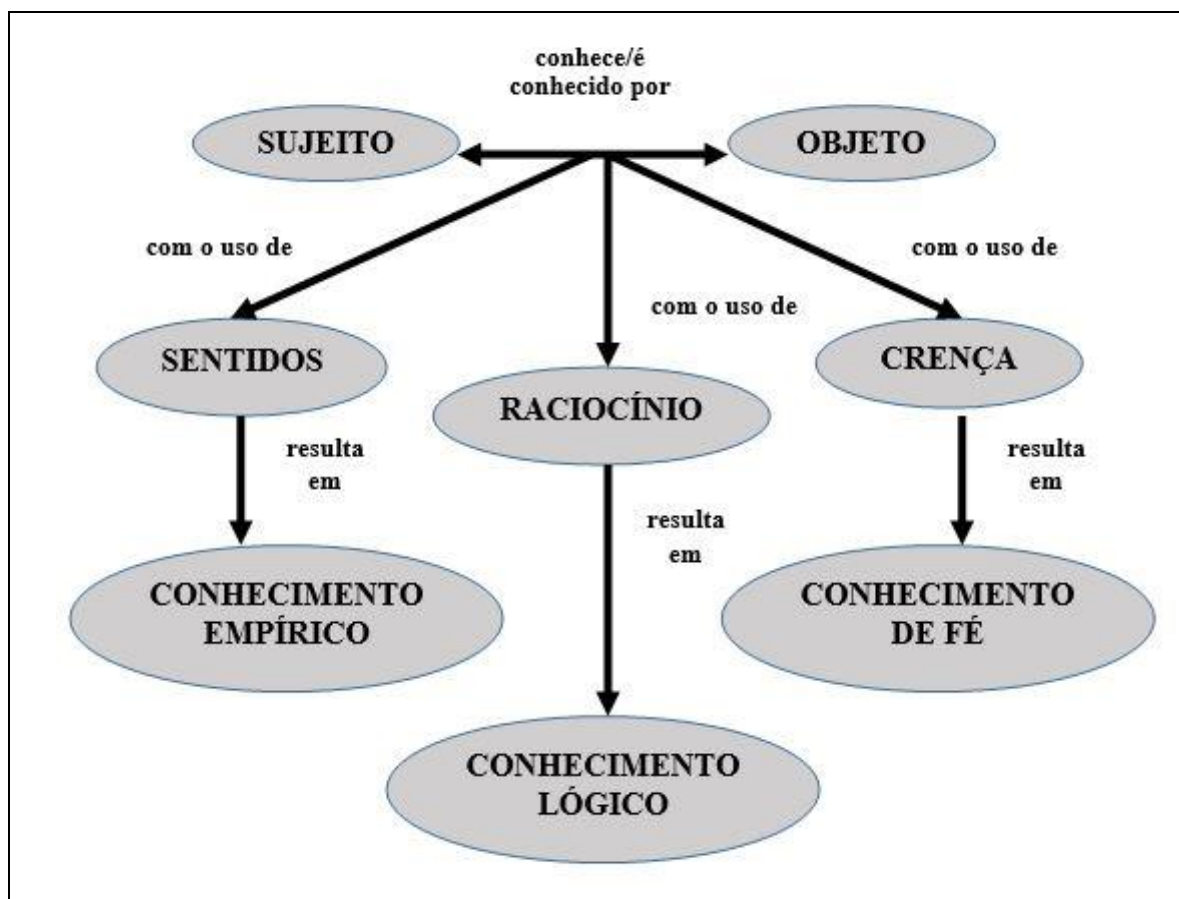 conhece/é
conhecido por
SUJEITO
OBJETO
com o uso de
com o uso de
com o uso de
SENTIDOS
CRENÇA
RACIOCÍNIO
resulta
em
resulta
em
resulta
em
CONHECIMENTO
EMPÍRICO
CONHECIMENTO
DE FÉ
CONHECIMENTO
LÓGICO